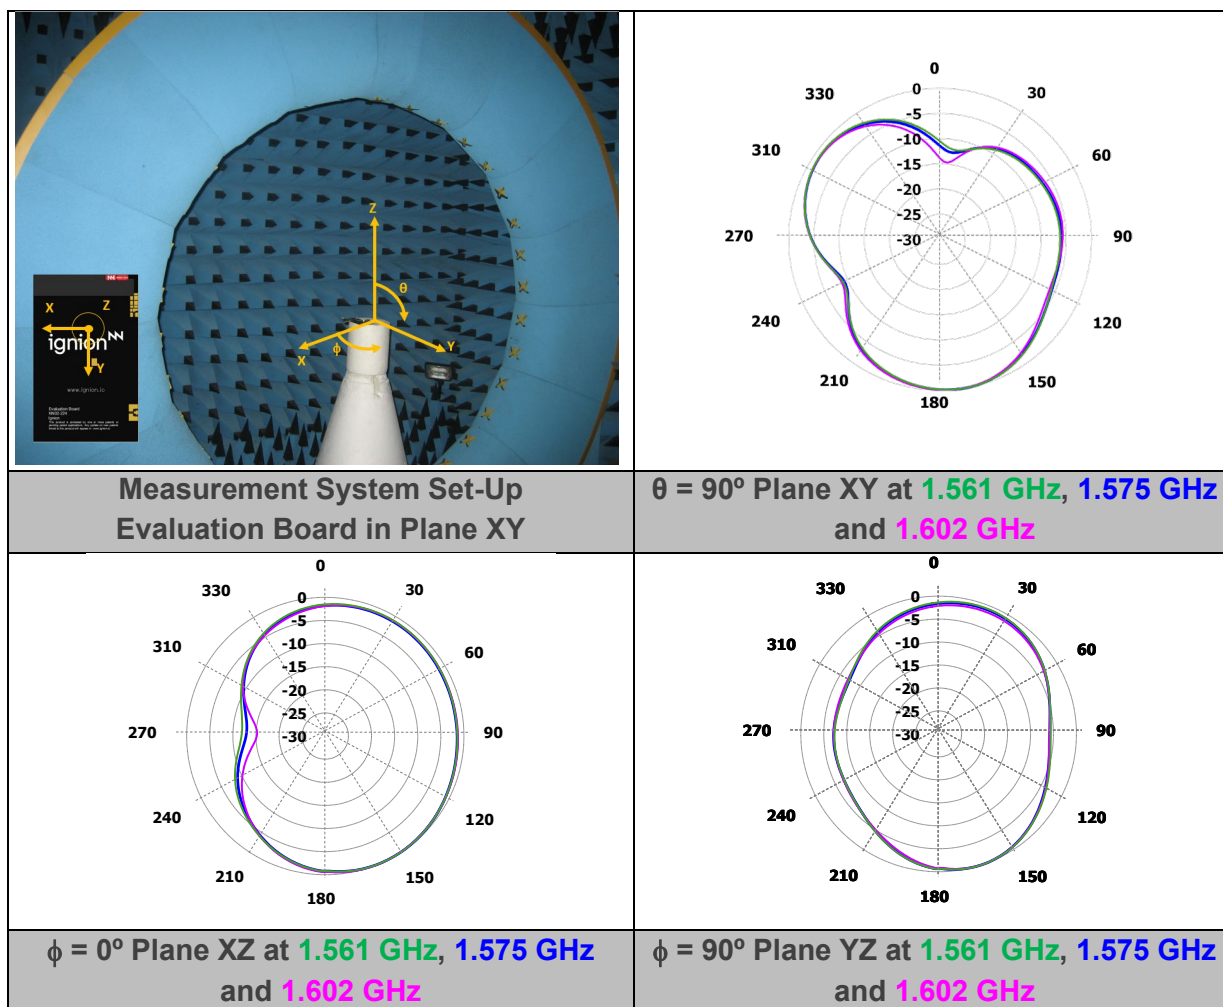 Z
θ
X
ϕ
Y
X
Z
Y
ignion
www.ignion.io
Evaluation Board
Ignion
Measurement System Set-Up
Evaluation Board in Plane XY
0
330
30
310
60
270
90
240
120
210
150
180
0
-5
-10
-15
-20
-25
-30
θ = 90º Plane XY at 1.561 GHz, 1.575 GHz
and 1.602 GHz
0
330
30
310
60
270
90
240
120
210
150
180
0
-5
-10
-15
-20
-25
-30
ϕ = 0º Plane XZ at 1.561 GHz, 1.575 GHz
and 1.602 GHz
0
330
30
310
60
270
90
240
120
210
150
180
0
-5
-10
-15
-20
-25
-30
ϕ = 90º Plane YZ at 1.561 GHz, 1.575 GHz
and 1.602 GHz